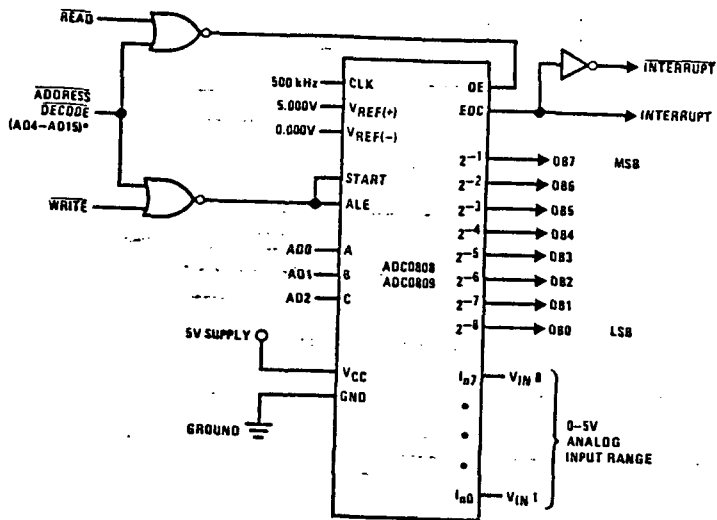 READ
ADDRESS
DECODE
(AD4–AD15)*
WRITE
500 kHz
CLK
5.000V
VREF(+)
0.000V
VREF(−)
START
ALE
AD0
A
AD1
B
AD2
C
5V SUPPLY
VCC
GND
GROUND
ADC0808
ADC0809
OE
EOC
INTERRUPT
INTERRUPT
2−1
DB7
MSB
2−2
DB6
2−3
DB5
2−4
DB4
2−5
DB3
2−6
DB2
2−7
DB1
2−8
DB0
LSB
In7
VIN 8
0–5V
ANALOG
INPUT RANGE
In0
VIN 1